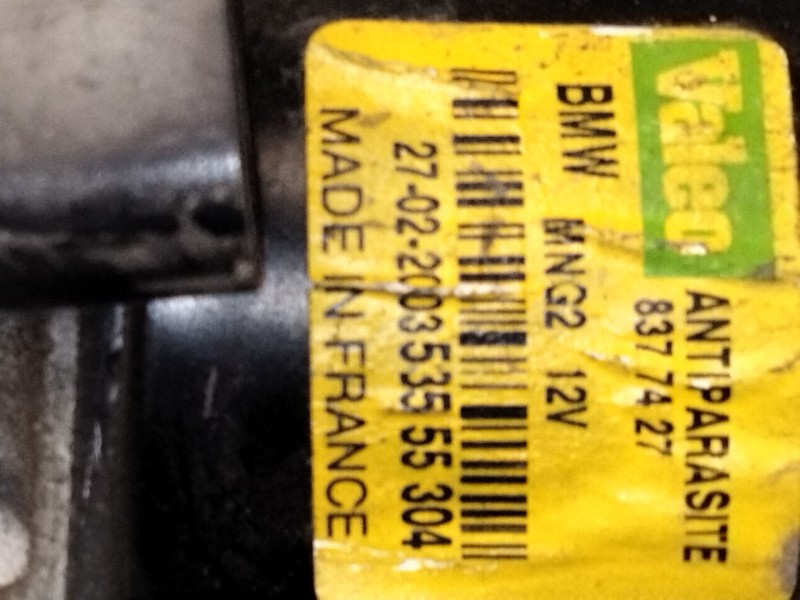 Valeo
ANTIPARASITE
837 74 27
BMW MNG2 12V
27-02-2003 535 55 304
MADE IN FRANCE